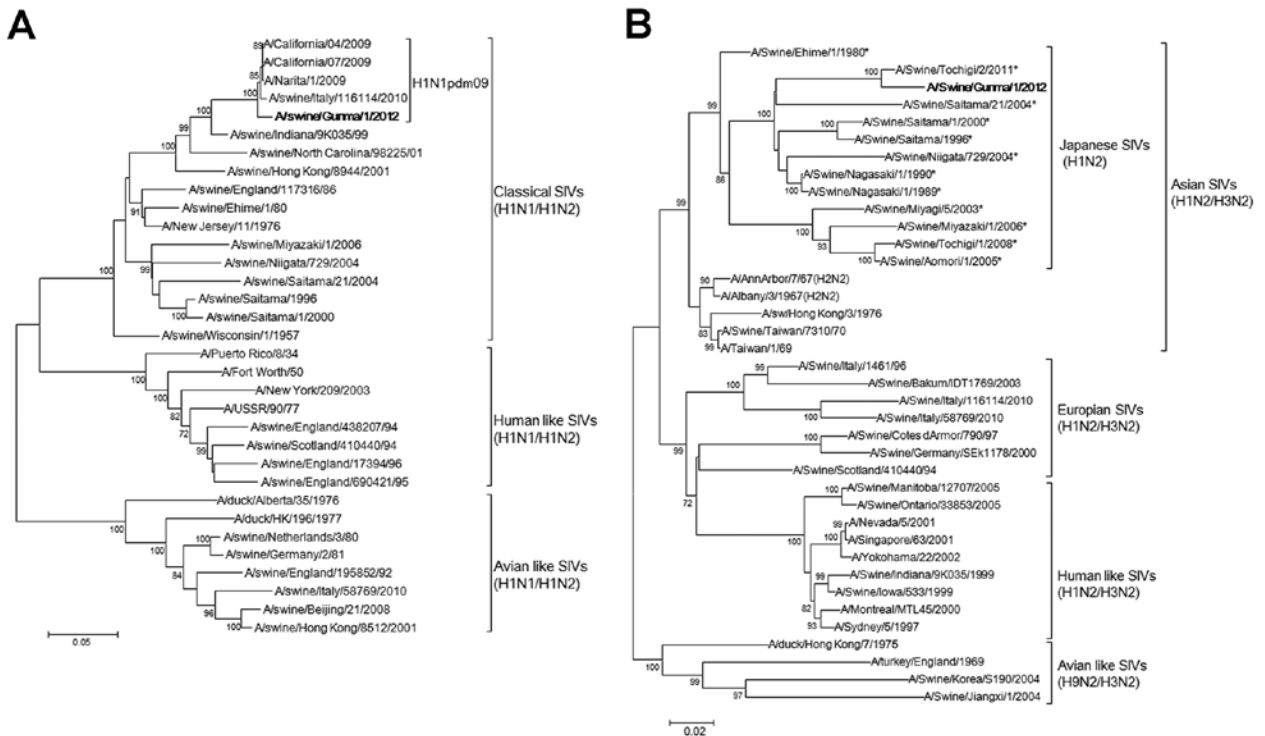 A
89
A/California/04/2009
A/California/07/2009
85
A/Narita/1/2009
H1N1pdm09
100
A/swine/Italy/116114/2010
100
A/swine/Gunma/1/2012
99
A/swine/Indiana/9K035/99
100
A/swine/North Carolina/98225/01
A/swine/Hong Kong/8944/2001
A/swine/England/117316/86
Classical SIVs
(H1N1/H1N2)
91
A/swine/Ehime/1/80
A/New Jersey/11/1976
A/swine/Miyazaki/1/2006
100
99
A/swine/Niigata/729/2004
A/swine/Saitama/21/2004
A/swine/Saitama/1996
100
A/swine/Saitama/1/2000
A/swine/Wisconsin/1/1957
A/Puerto Rico/8/34
100
A/Fort Worth/50
100
A/New York/209/2003
82
A/USSR/90/77
Human like SIVs
(H1N1/H1N2)
72
A/swine/England/438207/94
99
A/swine/Scotland/410440/94
A/swine/England/17394/96
A/swine/England/690421/95
A/duck/Alberta/35/1976
100
A/duck/HK/196/1977
100
100
A/swine/Netherlands/3/80
A/swine/Germany/2/81
Avian like SIVs
(H1N1/H1N2)
84
A/swine/England/195852/92
A/swine/Italy/58769/2010
96
A/swine/Beijing/21/2008
100
A/swine/Hong Kong/8512/2001
0.05
B
A/Swine/Ehime/1/1980*
100
A/Swine/Tochigi/2/2011*
A/Swine/Gunma/1/2012
99
100
A/Swine/Saitama/21/2004*
100
A/Swine/Saitama/1/2000*
A/Swine/Saitama/1996*
Japanese SIVs
(H1N2)
A/Swine/Niigata/729/2004*
86
A/Swine/Nagasaki/1/1990*
100
A/Swine/Nagasaki/1/1989*
Asian SIVs
(H1N2/H3N2)
99
A/Swine/Miyagi/5/2003*
100
A/Swine/Miyazaki/1/2006*
93
A/Swine/Tochigi/1/2008*
100
A/Swine/Aomori/1/2005*
90
A/AnnArbor/7/67(H2N2)
A/Albany/3/1967(H2N2)
A/sw/Hong Kong/3/1976
83
A/Swine/Taiwan/7310/70
99
A/Taiwan/1/69
99
A/Swine/Italy/1461/96
100
A/Swine/Bakum/IDT1769/2003
A/Swine/Italy/116114/2010
100
A/Swine/Italy/58769/2010
Europian SIVs
(H1N2/H3N2)
99
100
A/Swine/CotesdArmor/790/97
A/Swine/Germany/SEk1178/2000
A/Swine/Scotland/410440/94
72
100
A/Swine/Manitoba/12707/2005
A/Swine/Ontario/33853/2005
99
A/Nevada/5/2001
100
100
A/Singapore/63/2001
A/Yokohama/22/2002
Human like SIVs
(H1N2/H3N2)
99
A/Swine/Indiana/9K035/1999
A/Swine/Iowa/533/1999
82
A/Montreal/MTL45/2000
93
A/Sydney/5/1997
A/duck/Hong Kong/7/1975
100
A/turkey/England/1969
Avian like SIVs
(H9N2/H3N2)
99
A/Swine/Korea/S190/2004
97
A/Swine/Jiangxi/1/2004
0.02